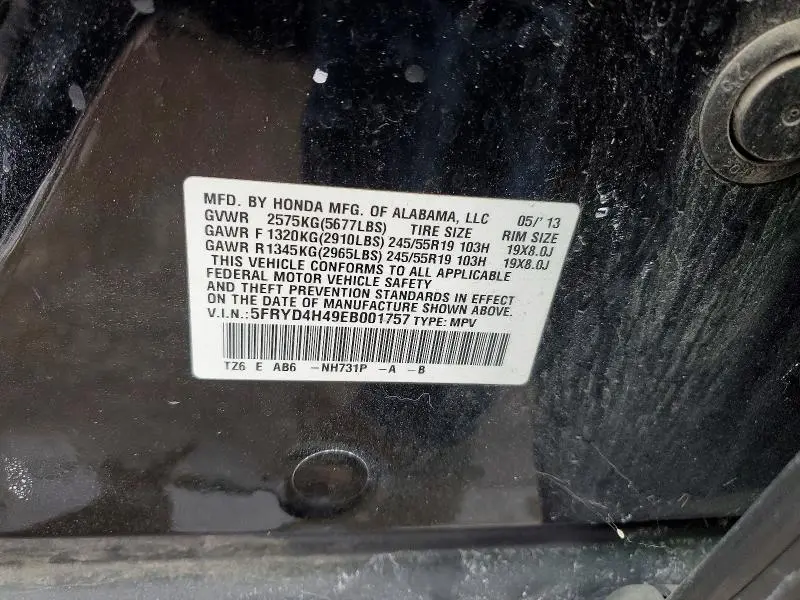 MFD. BY HONDA MFG. OF ALABAMA, LLC 05/'13
GVWR 2575KG(5677LBS) TIRE SIZE RIM SIZE
GAWR F 1320KG(2910LBS) 245/55R19 103H 19X8.0J
GAWR R1345KG(2965LBS) 245/55R19 103H 19X8.0J
THIS VEHICLE CONFORMS TO ALL APPLICABLE
FEDERAL MOTOR VEHICLE SAFETY
AND THEFT PREVENTION STANDARDS IN EFFECT
ON THE DATE OF MANUFACTURE SHOWN ABOVE.
V.I.N.:5FRYD4H49EB001757 TYPE: MPV
TZ6 E AB6 -NH731P -A -B